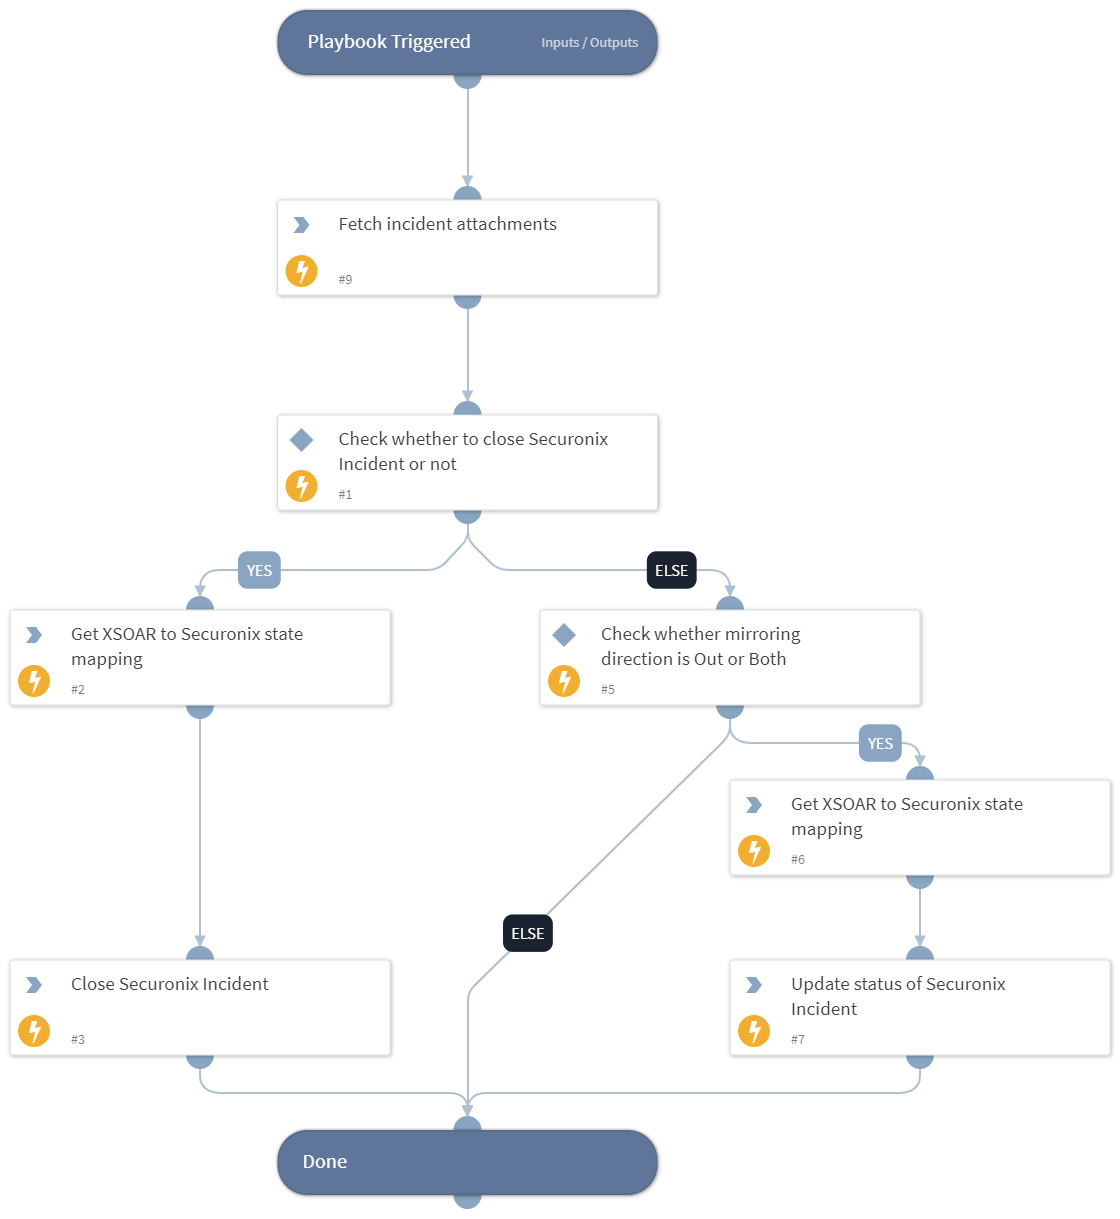 Playbook Triggered
Inputs / Outputs
Fetch incident attachments
#9
Check whether to close Securonix
Incident or not
#1
YES
ELSE
Get XSOAR to Securonix state
mapping
#2
Check whether mirroring
direction is Out or Both
#5
YES
Get XSOAR to Securonix state
mapping
#6
ELSE
Close Securonix Incident
#3
Update status of Securonix
Incident
#7
Done